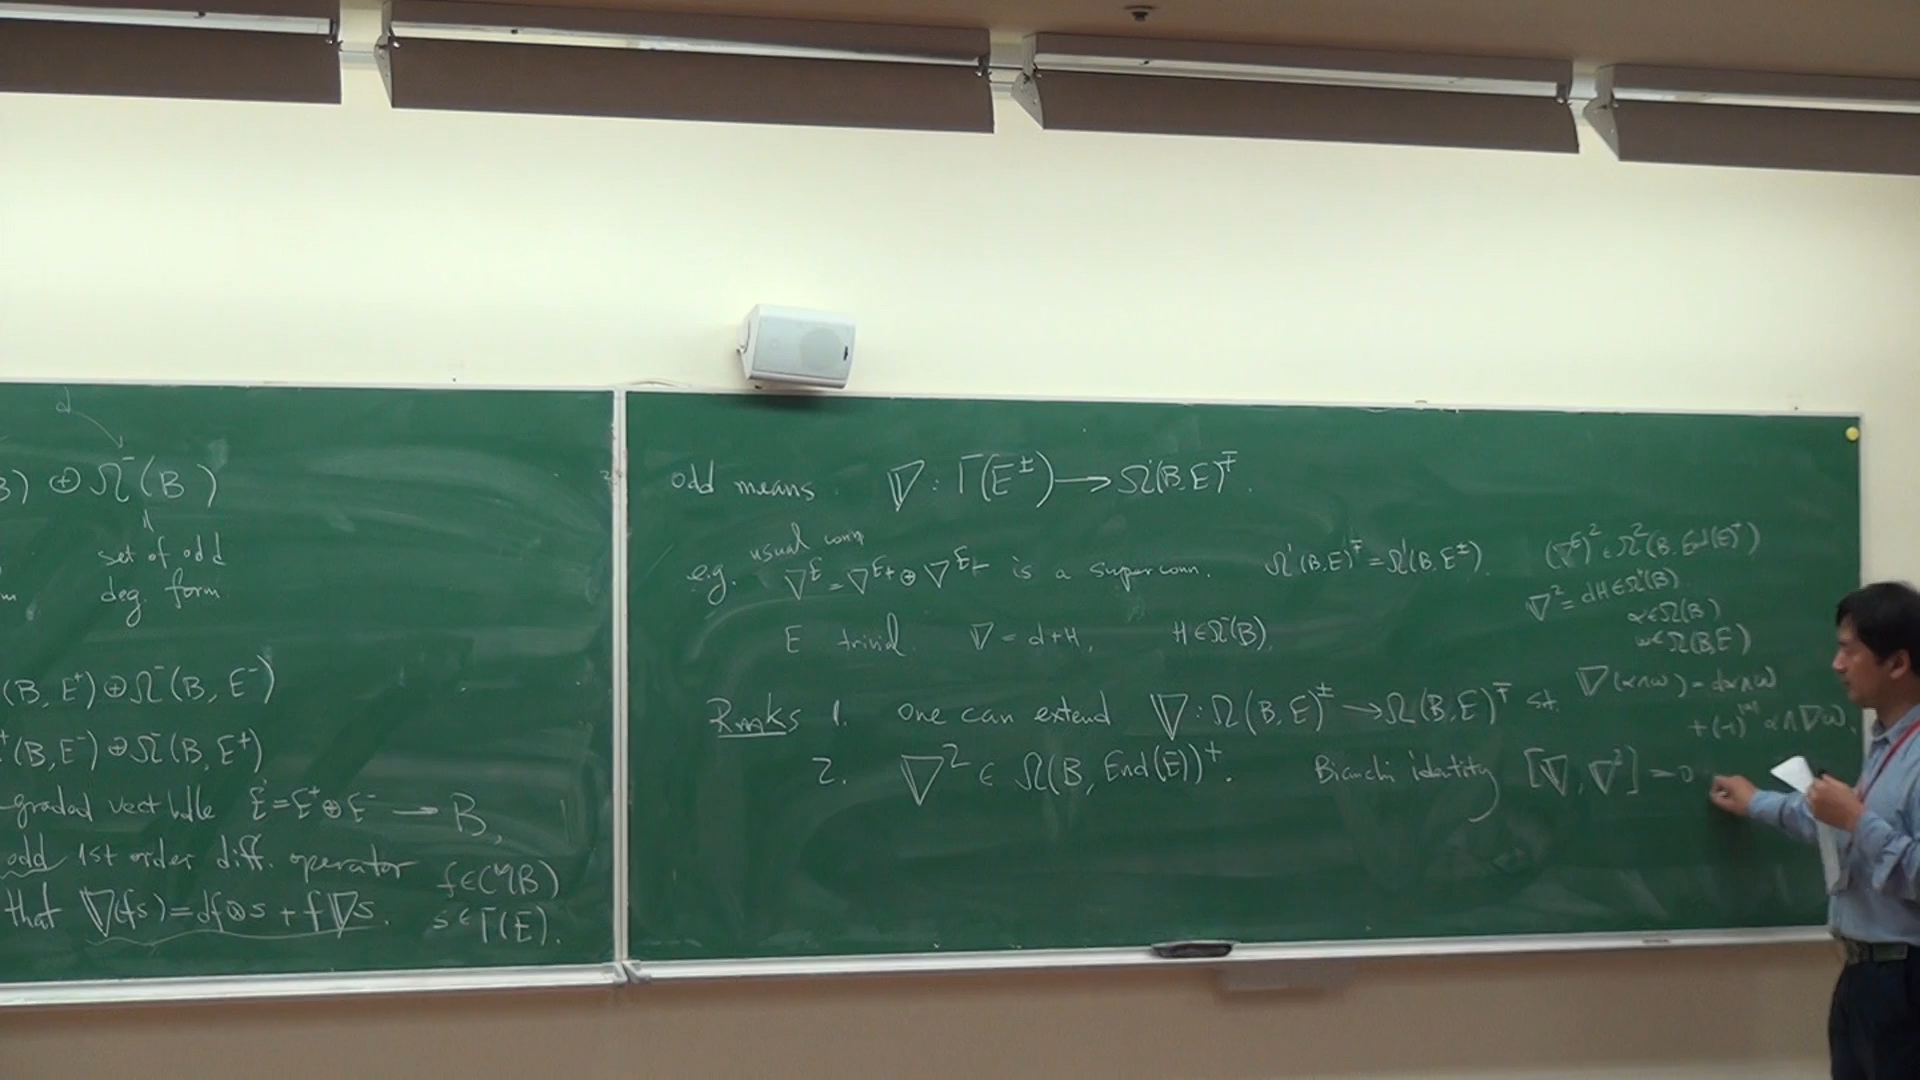 d
B) ⊕ Ω⁻(B)
set of odd
deg. form
(B, E⁺) ⊕ Ω⁻(B, E⁻)
⁺(B, E⁻) ⊕ Ω⁻(B, E⁺)
-graded vect bdle E = E⁺ ⊕ E⁻ → B,
odd 1st order diff. operator f ∈ C^∞(B)
that ∇(fs) = df⊗s + f∇s. s ∈ Γ(E).
odd means : ∇ : Γ(E^±) → Ω(B, E)^∓.
usual conn
e.g. ∇^E = ∇^{E+} ⊕ ∇^{E-} is a superconn. Ω¹(B, E)^∓ = Ω¹(B, E^±).
E trivial. ∇ = d + H, H ∈ Ω⁻(B).
(∇^E)² ∈ Ω²(B, End(E)⁺)
∇² = dH ∈ Ω⁺(B)
α ∈ Ω(B)
ω ∈ Ω(B, E)
Rmks 1. one can extend ∇ : Ω(B, E)^± → Ω(B, E)^∓ s.t. ∇(α∧ω) = dα∧ω
+ (-1)^{|α|} α∧∇ω.
2. ∇² ∈ Ω(B, End(E))⁺. Bianchi identity [∇, ∇²] = 0